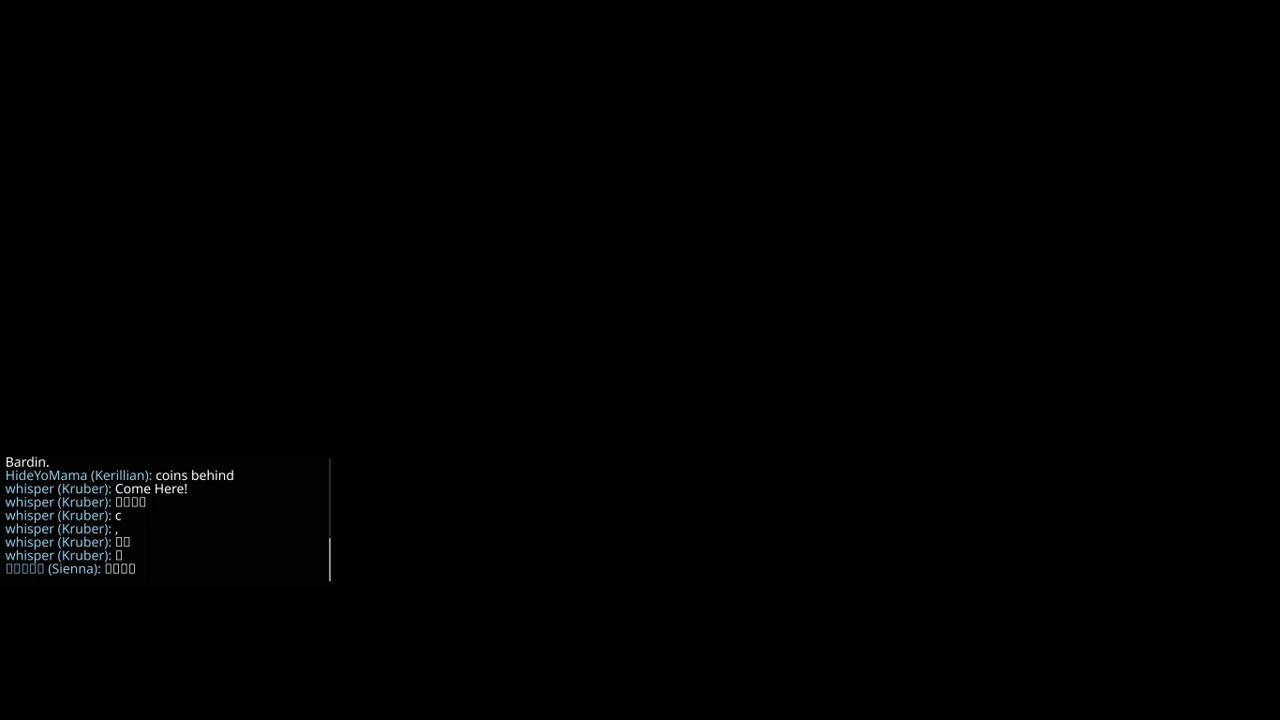 Bardin.
HideYoMama (Kerillian): coins behind
whisper (Kruber): Come Here!
whisper (Kruber): □□□□
whisper (Kruber): c
whisper (Kruber): ,
whisper (Kruber): □□
whisper (Kruber): □
□□□□□ (Sienna): □□□□